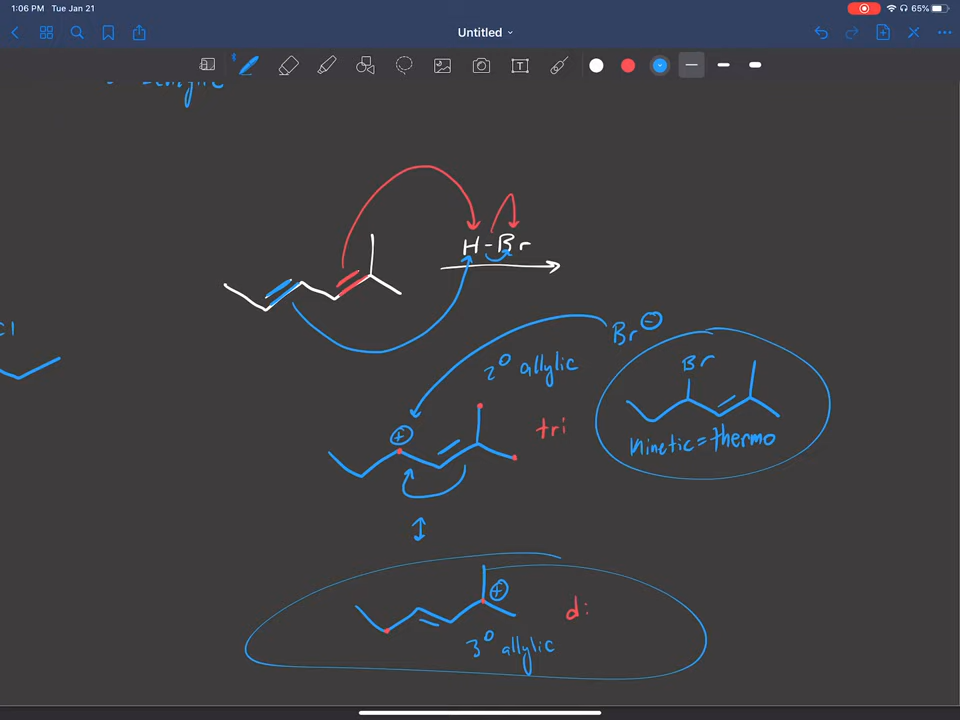 1:06 PM Tue Jan 21
65%
Untitled
T
H-Br
Cl
Br⊖
2° allylic
Br
⊕
tri
Kinetic = thermo
⊕
di
3° allylic